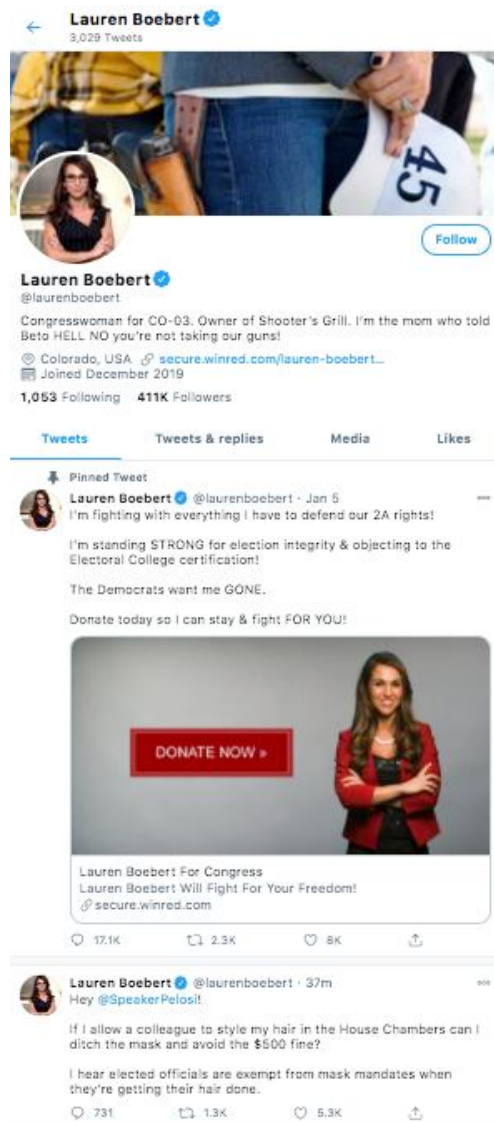 Lauren Boebert
3,029 Tweets
45
Follow
Lauren Boebert
@laurenboebert
Congresswoman for CO-03. Owner of Shooter's Grill. I'm the mom who told
Beto HELL NO you're not taking our guns!
Colorado, USA secure.winred.com/lauren-boebert...
Joined December 2019
1,053 Following 411K Followers
Tweets Tweets & replies Media Likes
Pinned Tweet
Lauren Boebert @laurenboebert · Jan 5
I'm fighting with everything I have to defend our 2A rights!
I'm standing STRONG for election integrity & objecting to the
Electoral College certification!
The Democrats want me GONE.
Donate today so I can stay & fight FOR YOU!
DONATE NOW »
Lauren Boebert For Congress
Lauren Boebert Will Fight For Your Freedom!
secure.winred.com
17.1K 2.3K 8K
Lauren Boebert @laurenboebert · 37m
Hey @SpeakerPelosi!
If I allow a colleague to style my hair in the House Chambers can I
ditch the mask and avoid the $500 fine?
I hear elected officials are exempt from mask mandates when
they're getting their hair done.
731 1.3K 5.3K